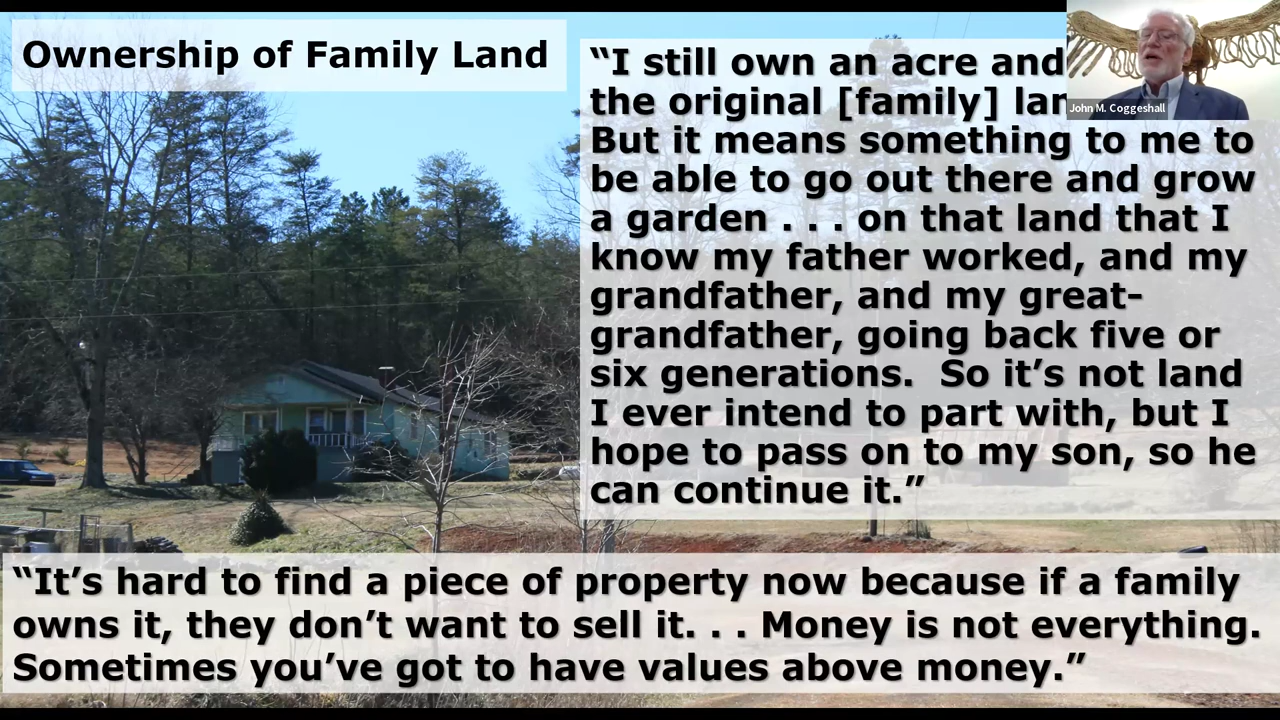 Ownership of Family Land
“I still own an acre and
the original [family]
But it means something to me to
be able to go out there and grow
a garden . . . on that land that I
know my father worked, and my
grandfather, and my great-
grandfather, going back five or
six generations.  So it’s not land
I ever intend to part with, but I
hope to pass on to my son, so he
can continue it.”
John M. Coggeshall
“It’s hard to find a piece of property now because if a family
owns it, they don’t want to sell it. . . Money is not everything.
Sometimes you’ve got to have values above money.”